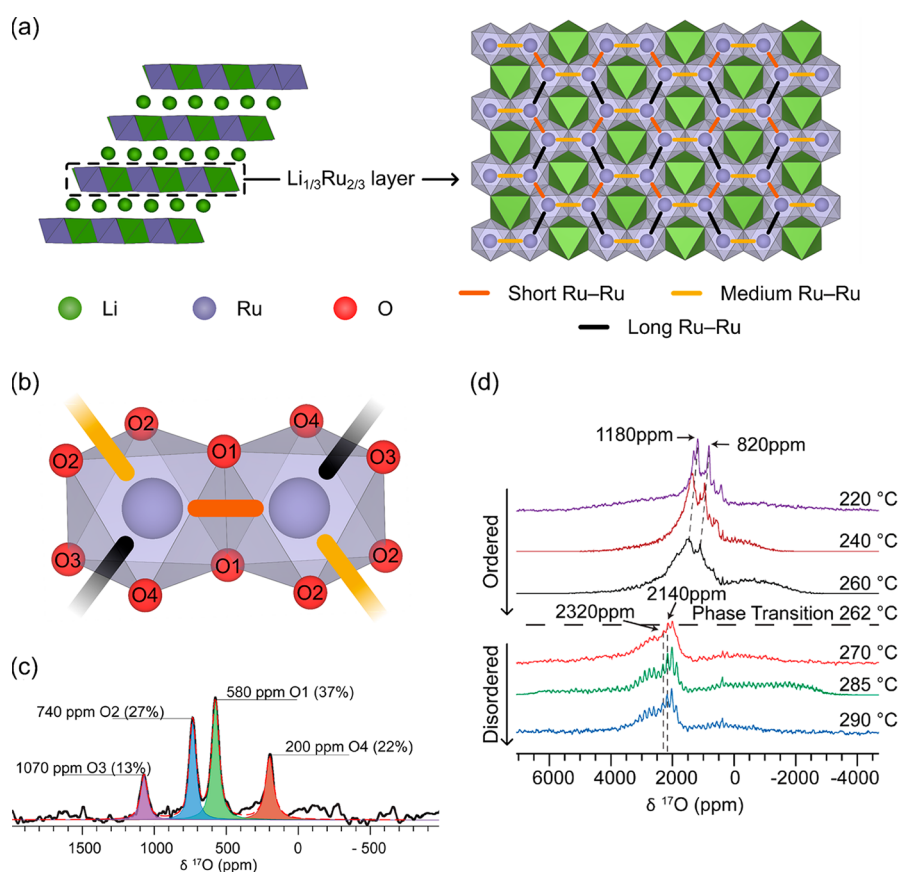 (a)
Li1/3Ru2/3 layer
Li
Ru
O
Short Ru–Ru
Medium Ru–Ru
Long Ru–Ru
(b)
O2
O4
O2
O1
O3
O3
O1
O2
O4
O2
(c)
580 ppm O1 (37%)
740 ppm O2 (27%)
200 ppm O4 (22%)
1070 ppm O3 (13%)
1500
1000
500
0
- 500
δ 17O (ppm)
(d)
1180ppm
820ppm
220 °C
240 °C
260 °C
Ordered
2140ppm
2320ppm
Phase Transition
262 °C
270 °C
285 °C
290 °C
Disordered
6000
4000
2000
0
-2000
-4000
δ 17O (ppm)